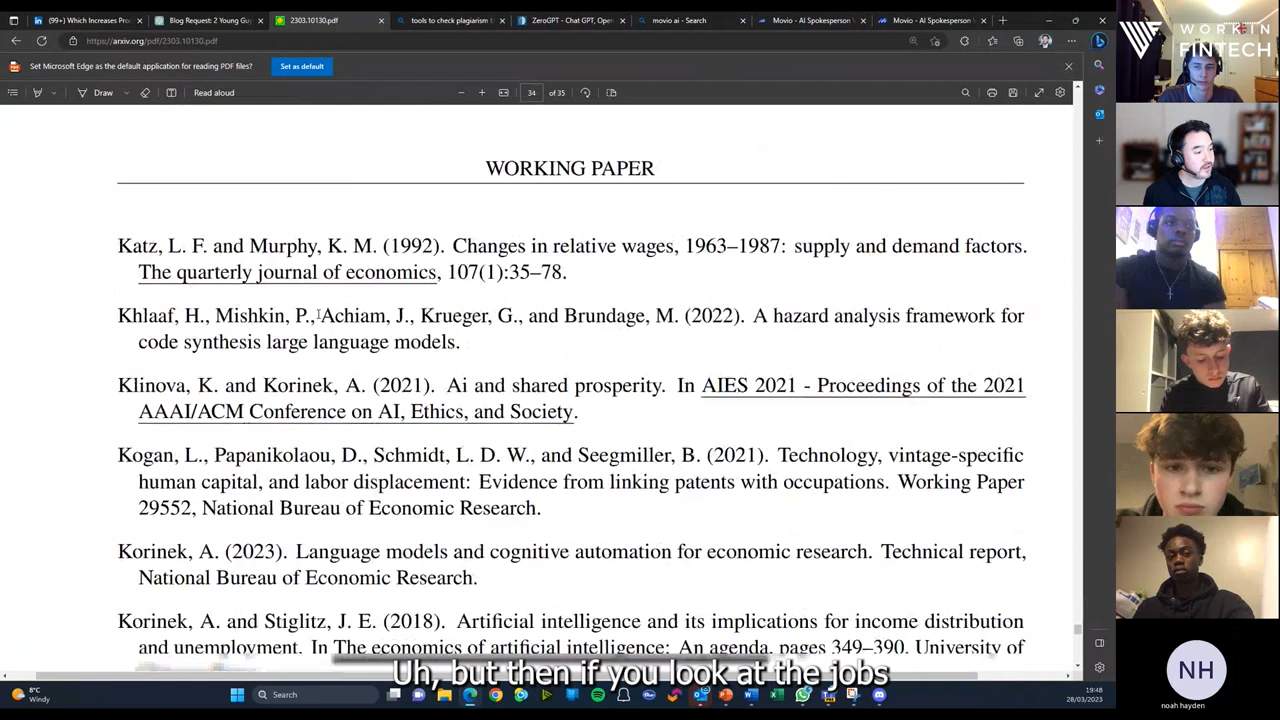 (99+) Which Increases Pro
Blog Request: 2 Young Gu
2303.10130.pdf
tools to check plagiarism b
ZeroGPT - Chat GPT, Open
movio ai - Search
Movio - AI Spokesperson V
Movio - AI Spokesperson V
https://arxiv.org/pdf/2303.10130.pdf
Set Microsoft Edge as the default application for reading PDF files?
Set as default
Draw
Read aloud
34 of 35
WORKIN
FINTECH
WORKING PAPER
Katz, L. F. and Murphy, K. M. (1992). Changes in relative wages, 1963–1987: supply and demand factors.
The quarterly journal of economics, 107(1):35–78.
Khlaaf, H., Mishkin, P., Achiam, J., Krueger, G., and Brundage, M. (2022). A hazard analysis framework for
code synthesis large language models.
Klinova, K. and Korinek, A. (2021). Ai and shared prosperity. In AIES 2021 - Proceedings of the 2021
AAAI/ACM Conference on AI, Ethics, and Society.
Kogan, L., Papanikolaou, D., Schmidt, L. D. W., and Seegmiller, B. (2021). Technology, vintage-specific
human capital, and labor displacement: Evidence from linking patents with occupations. Working Paper
29552, National Bureau of Economic Research.
Korinek, A. (2023). Language models and cognitive automation for economic research. Technical report,
National Bureau of Economic Research.
Korinek, A. and Stiglitz, J. E. (2018). Artificial intelligence and its implications for income distribution
and unemployment. In The economics of artificial intelligence: An agenda, pages 349–390. University of
Uh, but then if you look at the jobs
NH
noah hayden
8°C
Windy
Search
19:48
28/03/2023